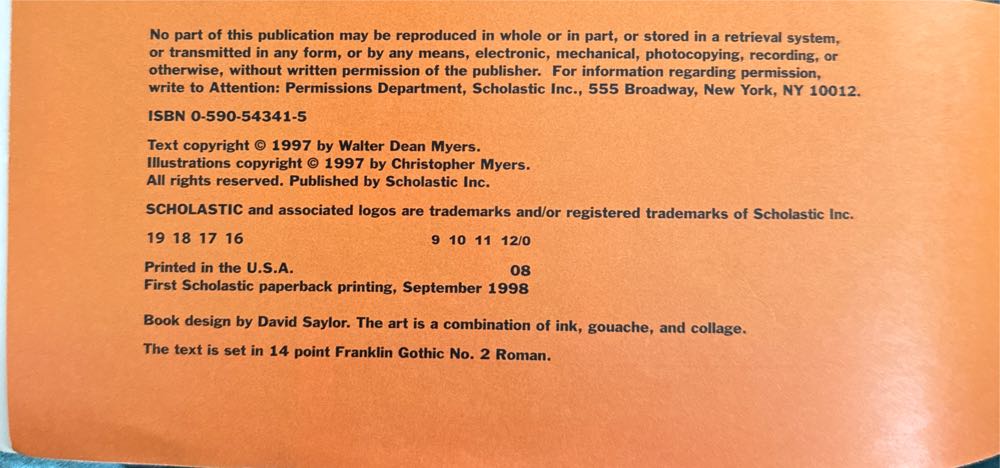 No part of this publication may be reproduced in whole or in part, or stored in a retrieval system,
or transmitted in any form, or by any means, electronic, mechanical, photocopying, recording, or
otherwise, without written permission of the publisher. For information regarding permission,
write to Attention: Permissions Department, Scholastic Inc., 555 Broadway, New York, NY 10012.
ISBN 0-590-54341-5
Text copyright © 1997 by Walter Dean Myers.
Illustrations copyright © 1997 by Christopher Myers.
All rights reserved. Published by Scholastic Inc.
SCHOLASTIC and associated logos are trademarks and/or registered trademarks of Scholastic Inc.
19 18 17 16 9 10 11 12/0
Printed in the U.S.A. 08
First Scholastic paperback printing, September 1998
Book design by David Saylor. The art is a combination of ink, gouache, and collage.
The text is set in 14 point Franklin Gothic No. 2 Roman.